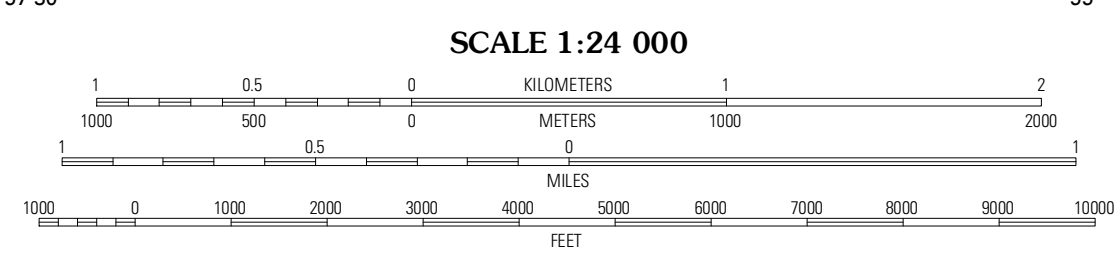 SCALE 1:24 000
1 0.5 0 KILOMETERS 1 2
1000 500 0 METERS 1000 2000
1 0.5 0 1
MILES
1000 0 1000 2000 3000 4000 5000 6000 7000 8000 9000 10000
FEET